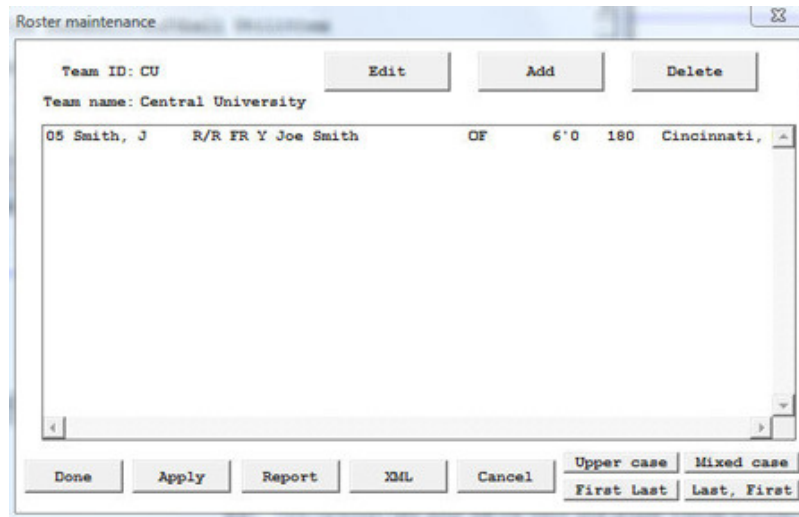 Roster maintenance
Team ID: CU
Edit
Add
Delete
Team name: Central University
05 Smith, J R/R FR Y Joe Smith OF 6'0 180 Cincinnati,
Done
Apply
Report
XML
Cancel
Upper case
Mixed case
First Last
Last, First